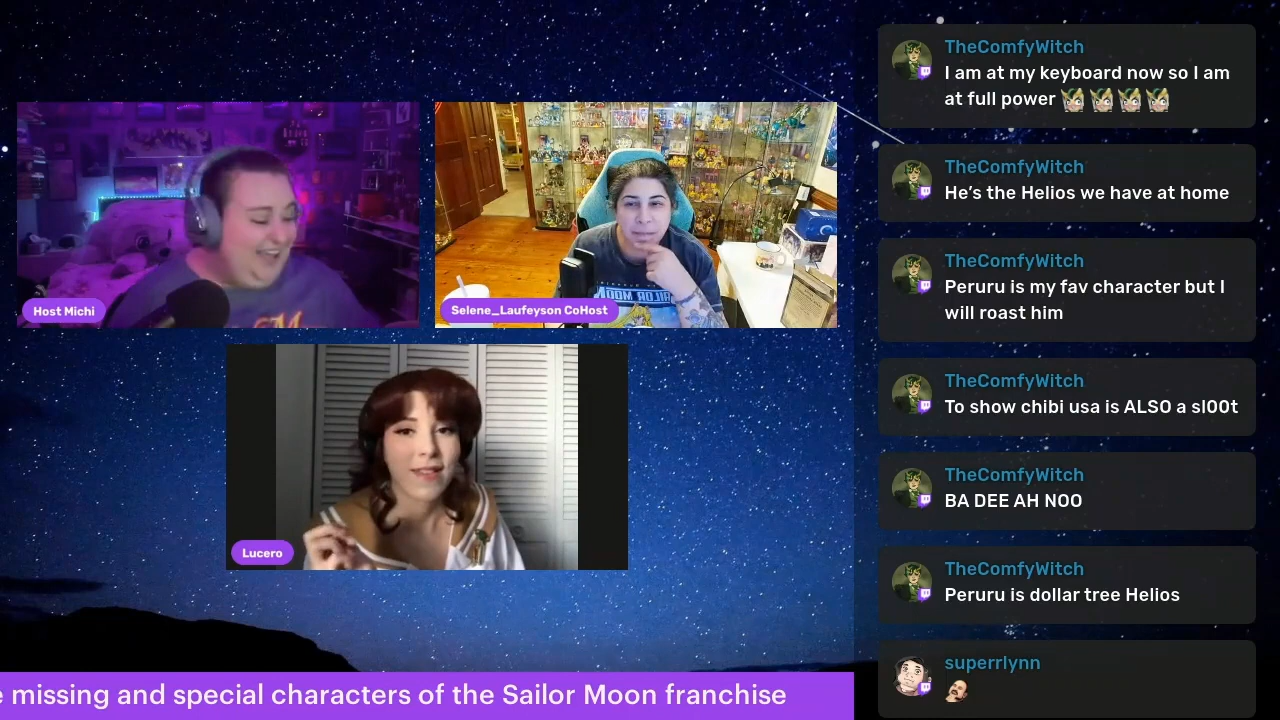 Host Michi
Selene_Laufeyson CoHost
Lucero
missing and special characters of the Sailor Moon franchise
TheComfyWitch
I am at my keyboard now so I am
at full power
TheComfyWitch
He's the Helios we have at home
TheComfyWitch
Peruru is my fav character but I
will roast him
TheComfyWitch
To show chibi usa is ALSO a sl00t
TheComfyWitch
BA DEE AH NOO
TheComfyWitch
Peruru is dollar tree Helios
superrlynn